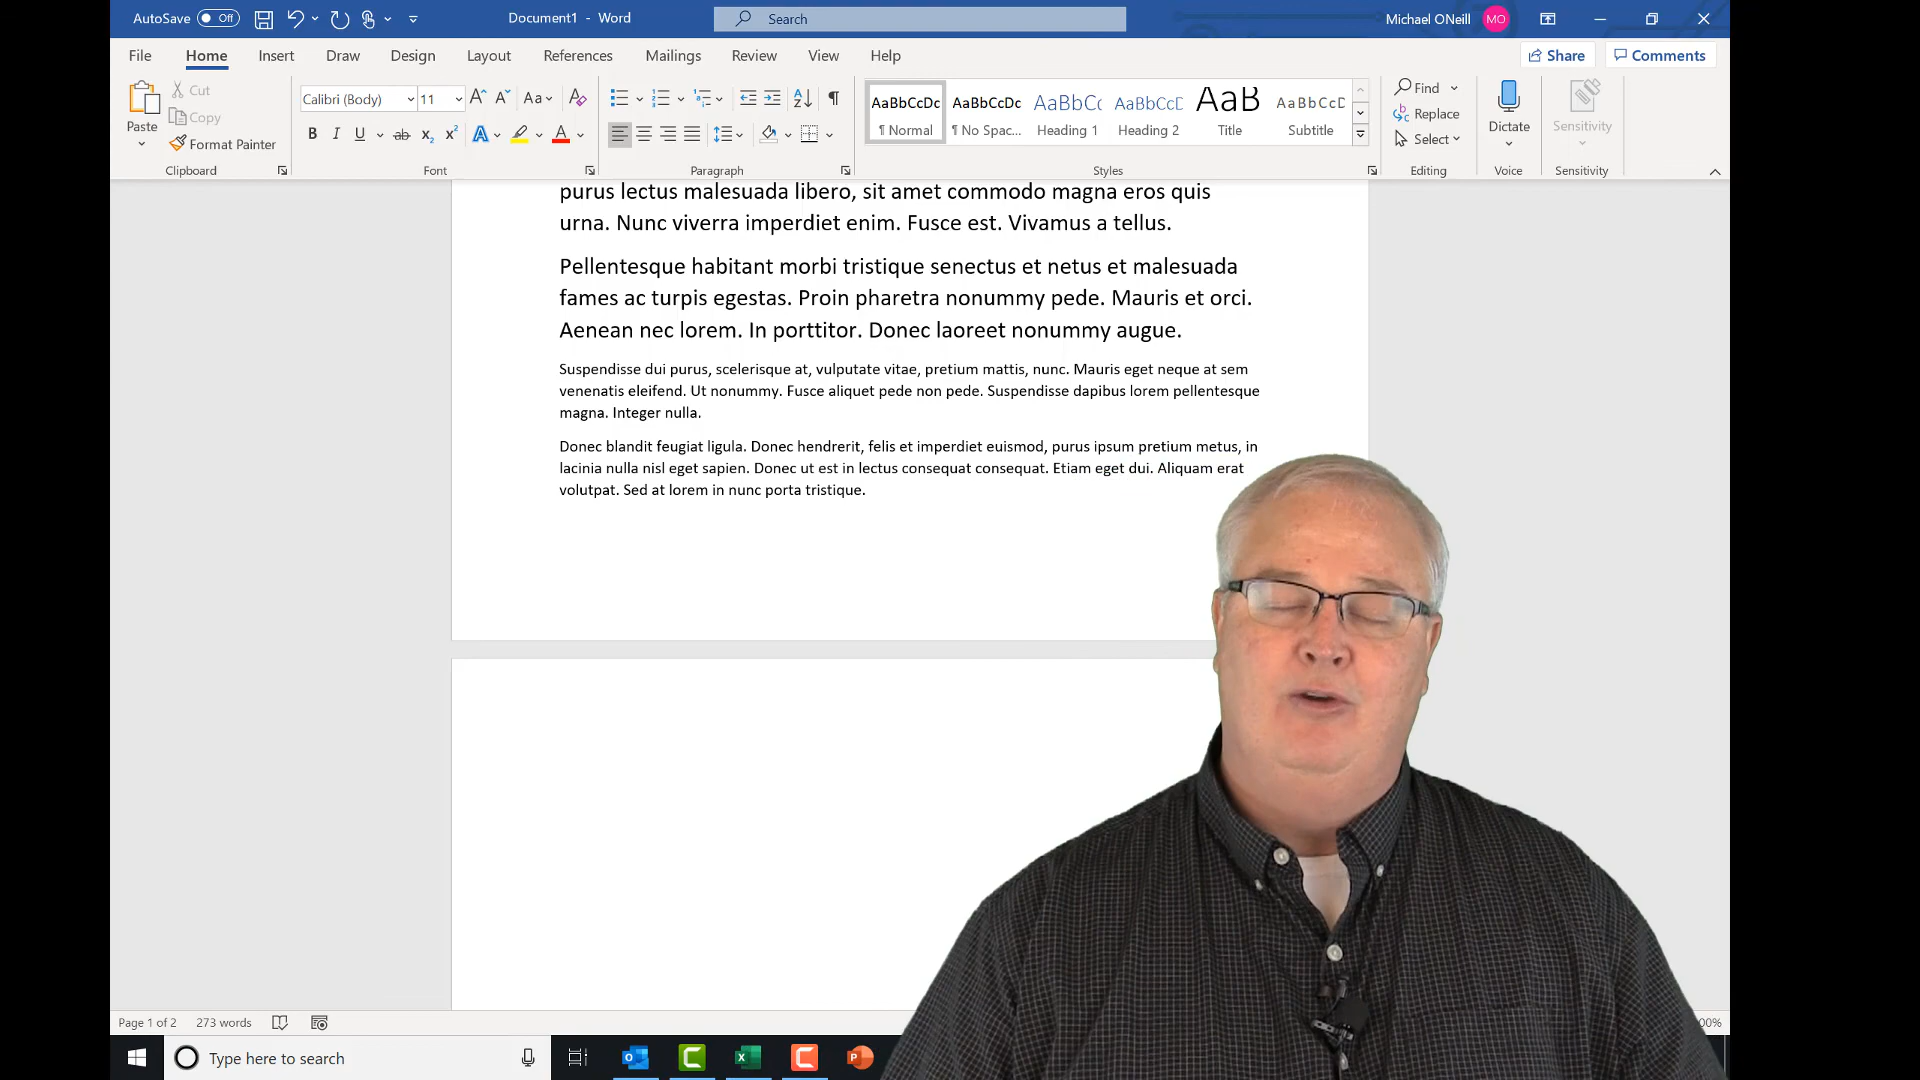 AutoSave Off Document1 - Word Search Michael ONeill MO
File Home Insert Draw Design Layout References Mailings Review View Help Share Comments
Paste
Cut
Copy
Format Painter
Clipboard
Calibri (Body) 11 A A Aa A
B I U ab x2 x2 A A
Font
Paragraph
AaBbCcDc AaBbCcDc AaBbCc AaBbCcD AaB AaBbCcD
¶ Normal ¶ No Spac... Heading 1 Heading 2 Title Subtitle
Styles
Find
Replace
Select
Editing
Dictate
Voice
Sensitivity
Sensitivity
purus lectus malesuada libero, sit amet commodo magna eros quis
urna. Nunc viverra imperdiet enim. Fusce est. Vivamus a tellus.
Pellentesque habitant morbi tristique senectus et netus et malesuada
fames ac turpis egestas. Proin pharetra nonummy pede. Mauris et orci.
Aenean nec lorem. In porttitor. Donec laoreet nonummy augue.
Suspendisse dui purus, scelerisque at, vulputate vitae, pretium mattis, nunc. Mauris eget neque at sem
venenatis eleifend. Ut nonummy. Fusce aliquet pede non pede. Suspendisse dapibus lorem pellentesque
magna. Integer nulla.
Donec blandit feugiat ligula. Donec hendrerit, felis et imperdiet euismod, purus ipsum pretium metus, in
lacinia nulla nisl eget sapien. Donec ut est in lectus consequat consequat. Etiam eget dui. Aliquam erat
volutpat. Sed at lorem in nunc porta tristique.
Page 1 of 2 273 words
Type here to search